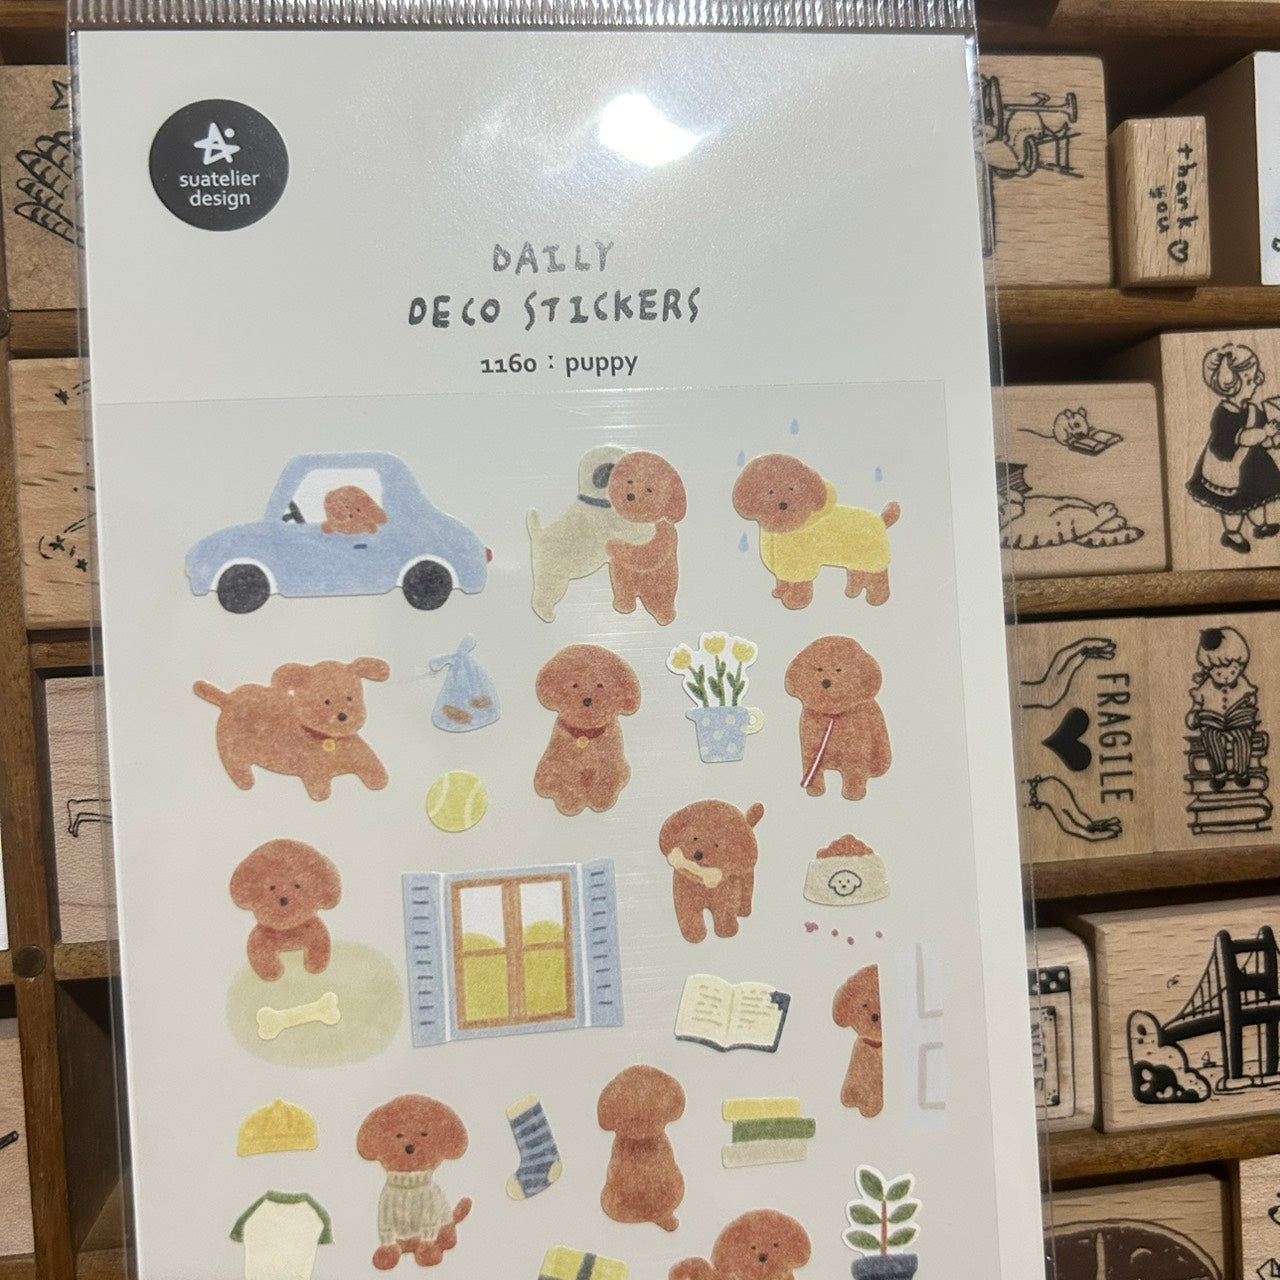 suatelier
design
DAILY
DECO STICKERS
1160 : puppy
thank
you
FRAGILE